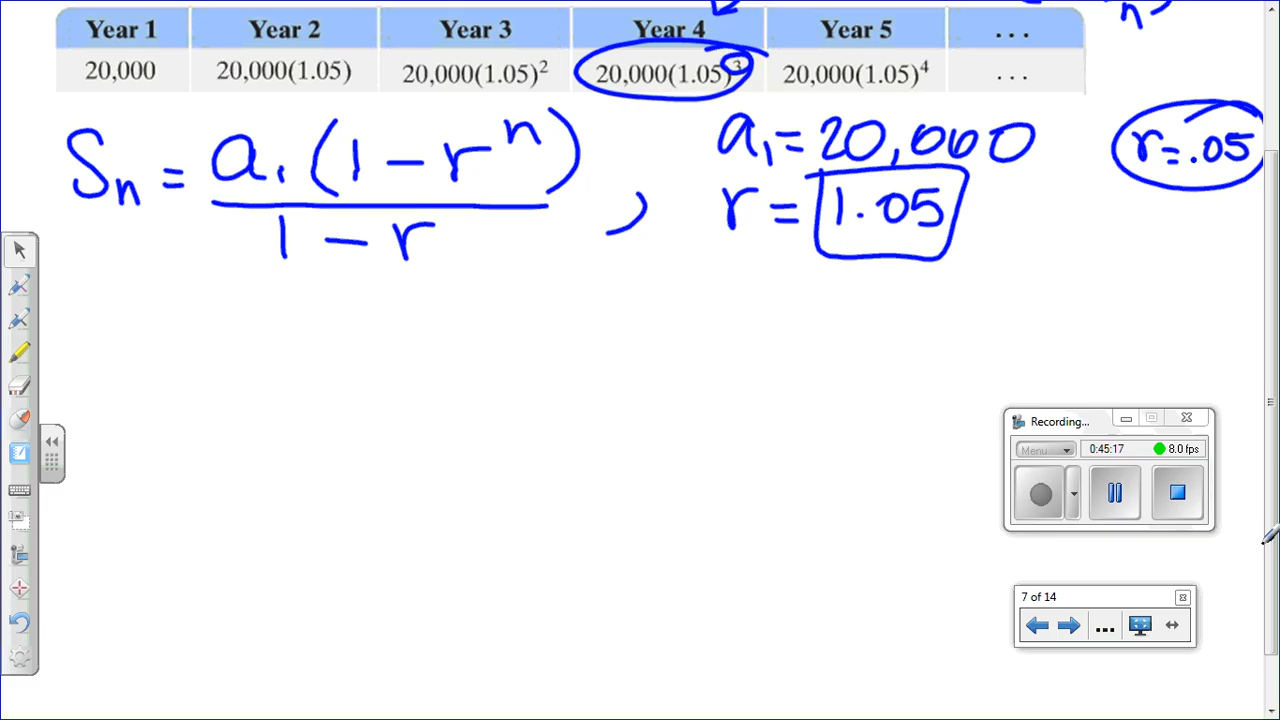 n
Year 1 Year 2 Year 3 Year 4 Year 5 ...
20,000 20,000(1.05) 20,000(1.05)² 20,000(1.05)³ 20,000(1.05)⁴ ...
Sn = a1(1 - r^n) / 1 - r , a1 = 20,000
r = 1.05
r = .05
Recording...
Menu 0:45:17 8.0 fps
7 of 14
...